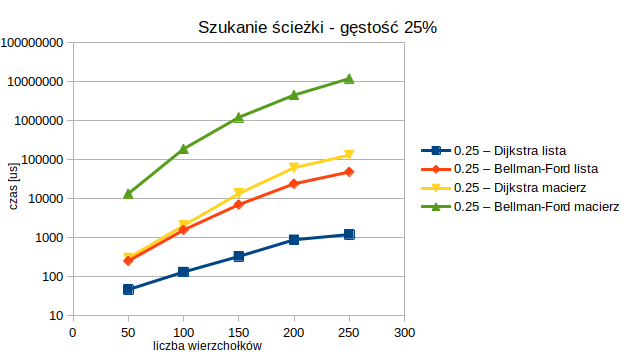 Szukanie ścieżki - gęstość 25%
100000000
10000000
1000000
100000
10000
1000
100
10
czas [us]
0
50
100
150
200
250
300
liczba wierzchołków
0.25 – Dijkstra lista
0.25 – Bellman-Ford lista
0.25 – Dijkstra macierz
0.25 – Bellman-Ford macierz